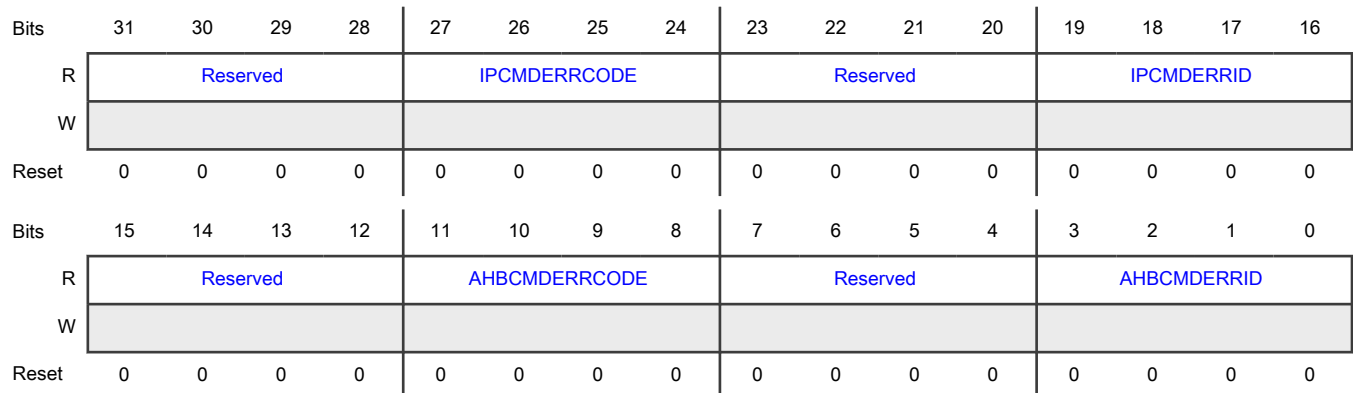 Bits 31 30 29 28 27 26 25 24 23 22 21 20 19 18 17 16
R Reserved IPCMDERRCODE Reserved IPCMDERRID
W
Reset 0 0 0 0 0 0 0 0 0 0 0 0 0 0 0 0
Bits 15 14 13 12 11 10 9 8 7 6 5 4 3 2 1 0
R Reserved AHBCMDERRCODE Reserved AHBCMDERRID
W
Reset 0 0 0 0 0 0 0 0 0 0 0 0 0 0 0 0